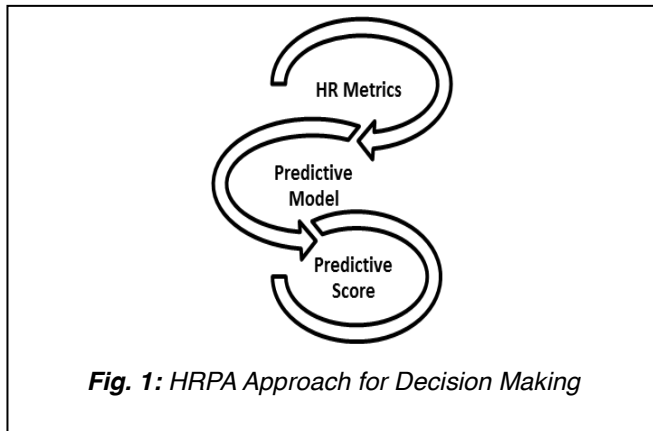 HR Metrics
Predictive
Model
Predictive
Score
Fig. 1: HRPA Approach for Decision Making